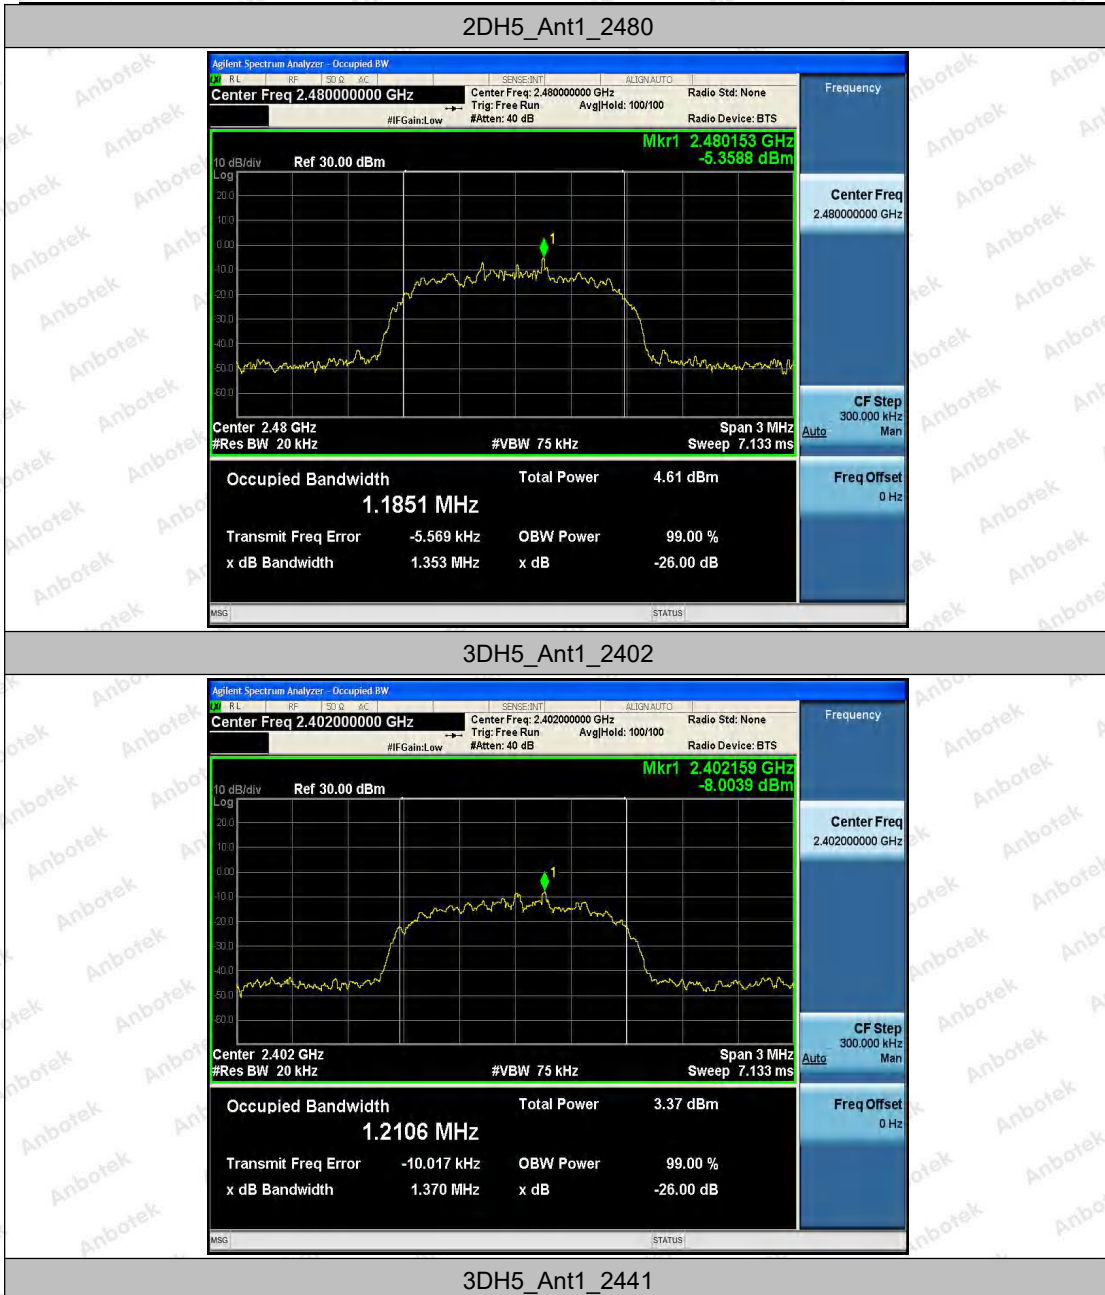 2DH5_Ant1_2480
Agilent Spectrum Analyzer - Occupied BW
RL RF 50 Ω AC SENSE:INT ALIGNAUTO
Center Freq 2.480000000 GHz
Center Freq: 2.480000000 GHz
Radio Std: None
Trig: Free Run Avg|Hold: 100/100
#IFGain:Low #Atten: 40 dB
Radio Device: BTS
Mkr1 2.480153 GHz
-5.3588 dBm
10 dB/div Ref 30.00 dBm
Log
20.0
10.0
0.00
-10.0
-20.0
-30.0
-40.0
-50.0
-60.0
1
Center 2.48 GHz Span 3 MHz
#Res BW 20 kHz #VBW 75 kHz Sweep 7.133 ms
Occupied Bandwidth Total Power 4.61 dBm
1.1851 MHz
Transmit Freq Error -5.569 kHz OBW Power 99.00 %
x dB Bandwidth 1.353 MHz x dB -26.00 dB
MSG STATUS
Frequency
Center Freq
2.480000000 GHz
CF Step
300.000 kHz
Auto Man
Freq Offset
0 Hz
3DH5_Ant1_2402
Agilent Spectrum Analyzer - Occupied BW
RL RF 50 Ω AC SENSE:INT ALIGNAUTO
Center Freq 2.402000000 GHz
Center Freq: 2.402000000 GHz
Radio Std: None
Trig: Free Run Avg|Hold: 100/100
#IFGain:Low #Atten: 40 dB
Radio Device: BTS
Mkr1 2.402159 GHz
-8.0039 dBm
10 dB/div Ref 30.00 dBm
Log
20.0
10.0
0.00
-10.0
-20.0
-30.0
-40.0
-50.0
-60.0
1
Center 2.402 GHz Span 3 MHz
#Res BW 20 kHz #VBW 75 kHz Sweep 7.133 ms
Occupied Bandwidth Total Power 3.37 dBm
1.2106 MHz
Transmit Freq Error -10.017 kHz OBW Power 99.00 %
x dB Bandwidth 1.370 MHz x dB -26.00 dB
MSG STATUS
Frequency
Center Freq
2.402000000 GHz
CF Step
300.000 kHz
Auto Man
Freq Offset
0 Hz
3DH5_Ant1_2441
Anbotek